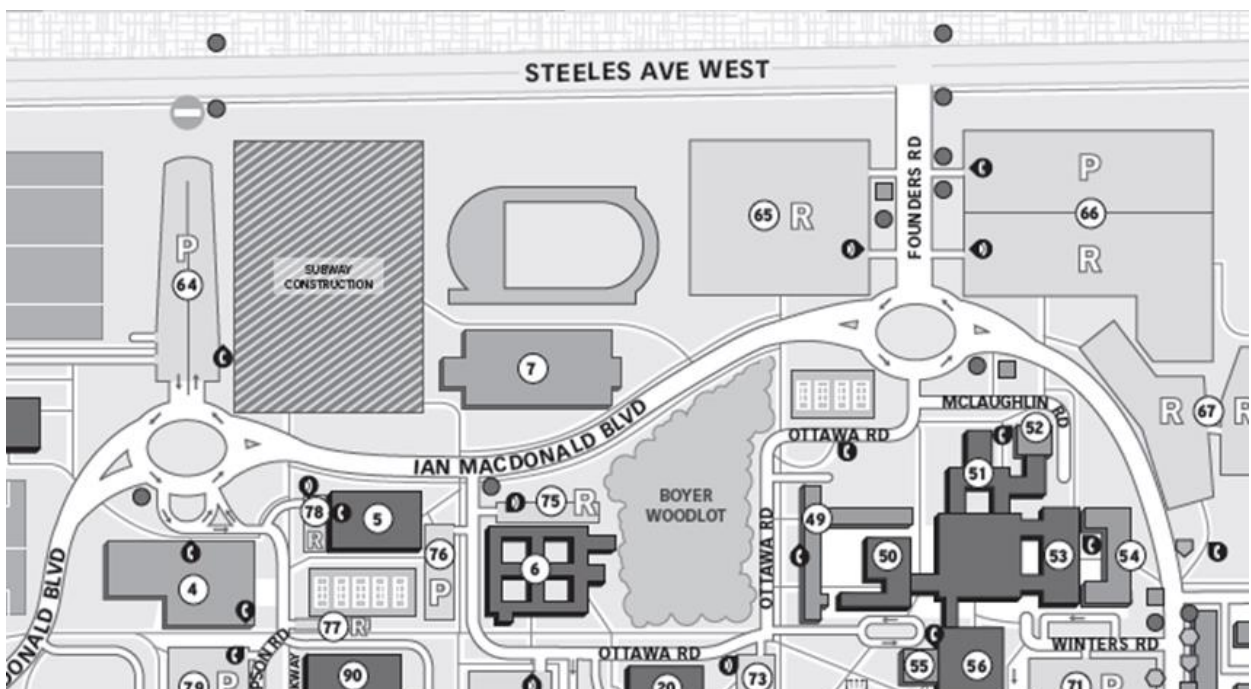 STEELES AVE WEST
FOUNDERS RD
P
65 R
66
R
P
64
SUBWAY
CONSTRUCTION
7
IAN MACDONALD BLVD
MCLAUGHLIN RD
R 67 R
OTTAWA RD
52
51
BOYER
WOODLOT
75 R
78
R
5
49
76
P
6
OTTAWA RD
50
53
54
4
DONALD BLVD
77 R
OTTAWA RD
WINTERS RD
55
56
P
90
20
73
71 P
79